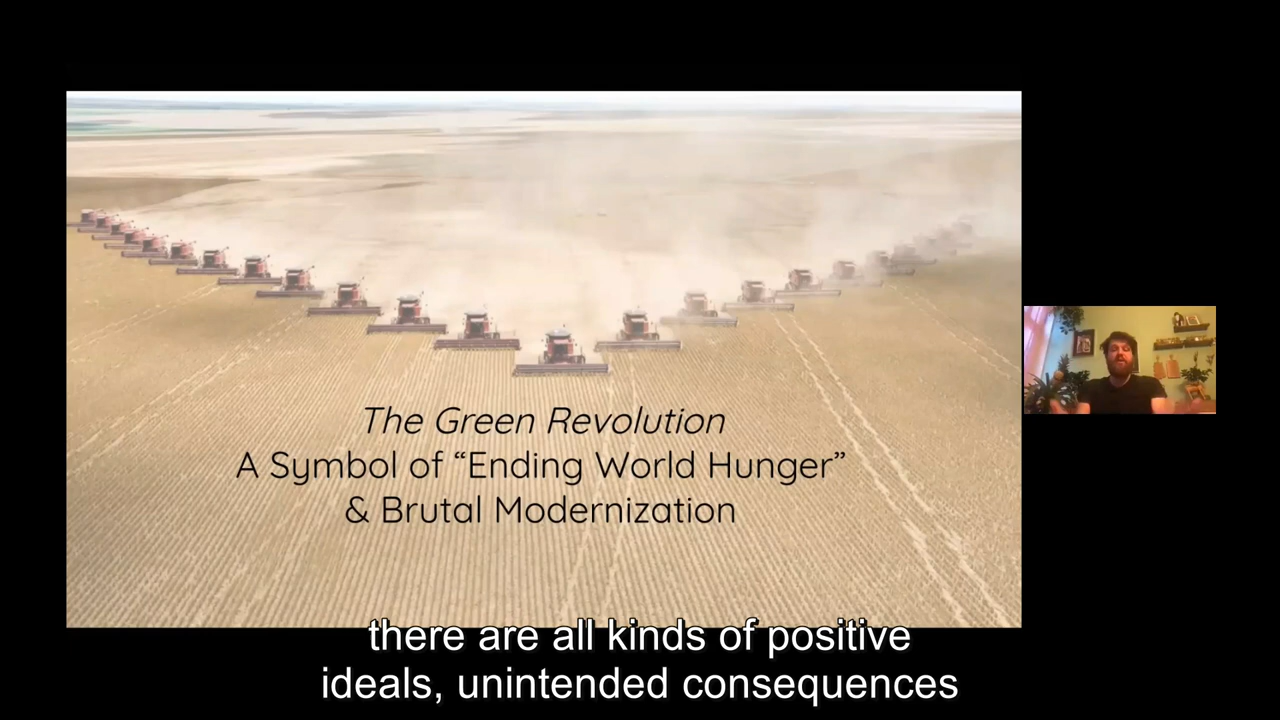 The Green Revolution
A Symbol of “Ending World Hunger”
& Brutal Modernization
there are all kinds of positive
ideals, unintended consequences